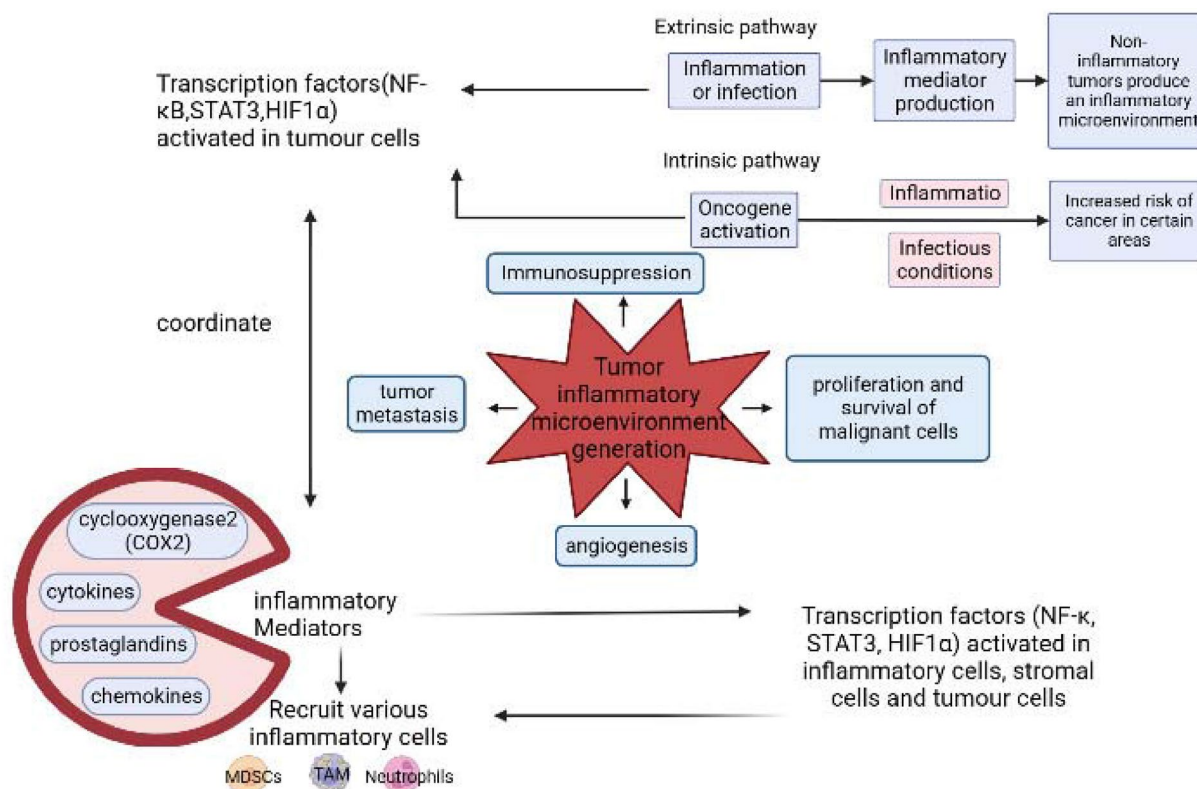 Extrinsic pathway
Transcription factors(NF-
κB,STAT3,HIF1α)
activated in tumour cells
Inflammation
or infection
Inflammatory
mediator
production
Non-
inflammatory
tumors produce
an inflammatory
microenvironment
Intrinsic pathway
Oncogene
activation
Inflammatio
Infectious
conditions
Increased risk of
cancer in certain
areas
Immunosuppression
coordinate
tumor
metastasis
Tumor
inflammatory
microenvironment
generation
proliferation and
survival of
malignant cells
angiogenesis
cyclooxygenase2
(COX2)
cytokines
prostaglandins
chemokines
inflammatory
Mediators
Transcription factors (NF-κ,
STAT3, HIF1α) activated in
inflammatory cells, stromal
cells and tumour cells
Recruit various
inflammatory cells
MDSCs
TAM
Neutrophils